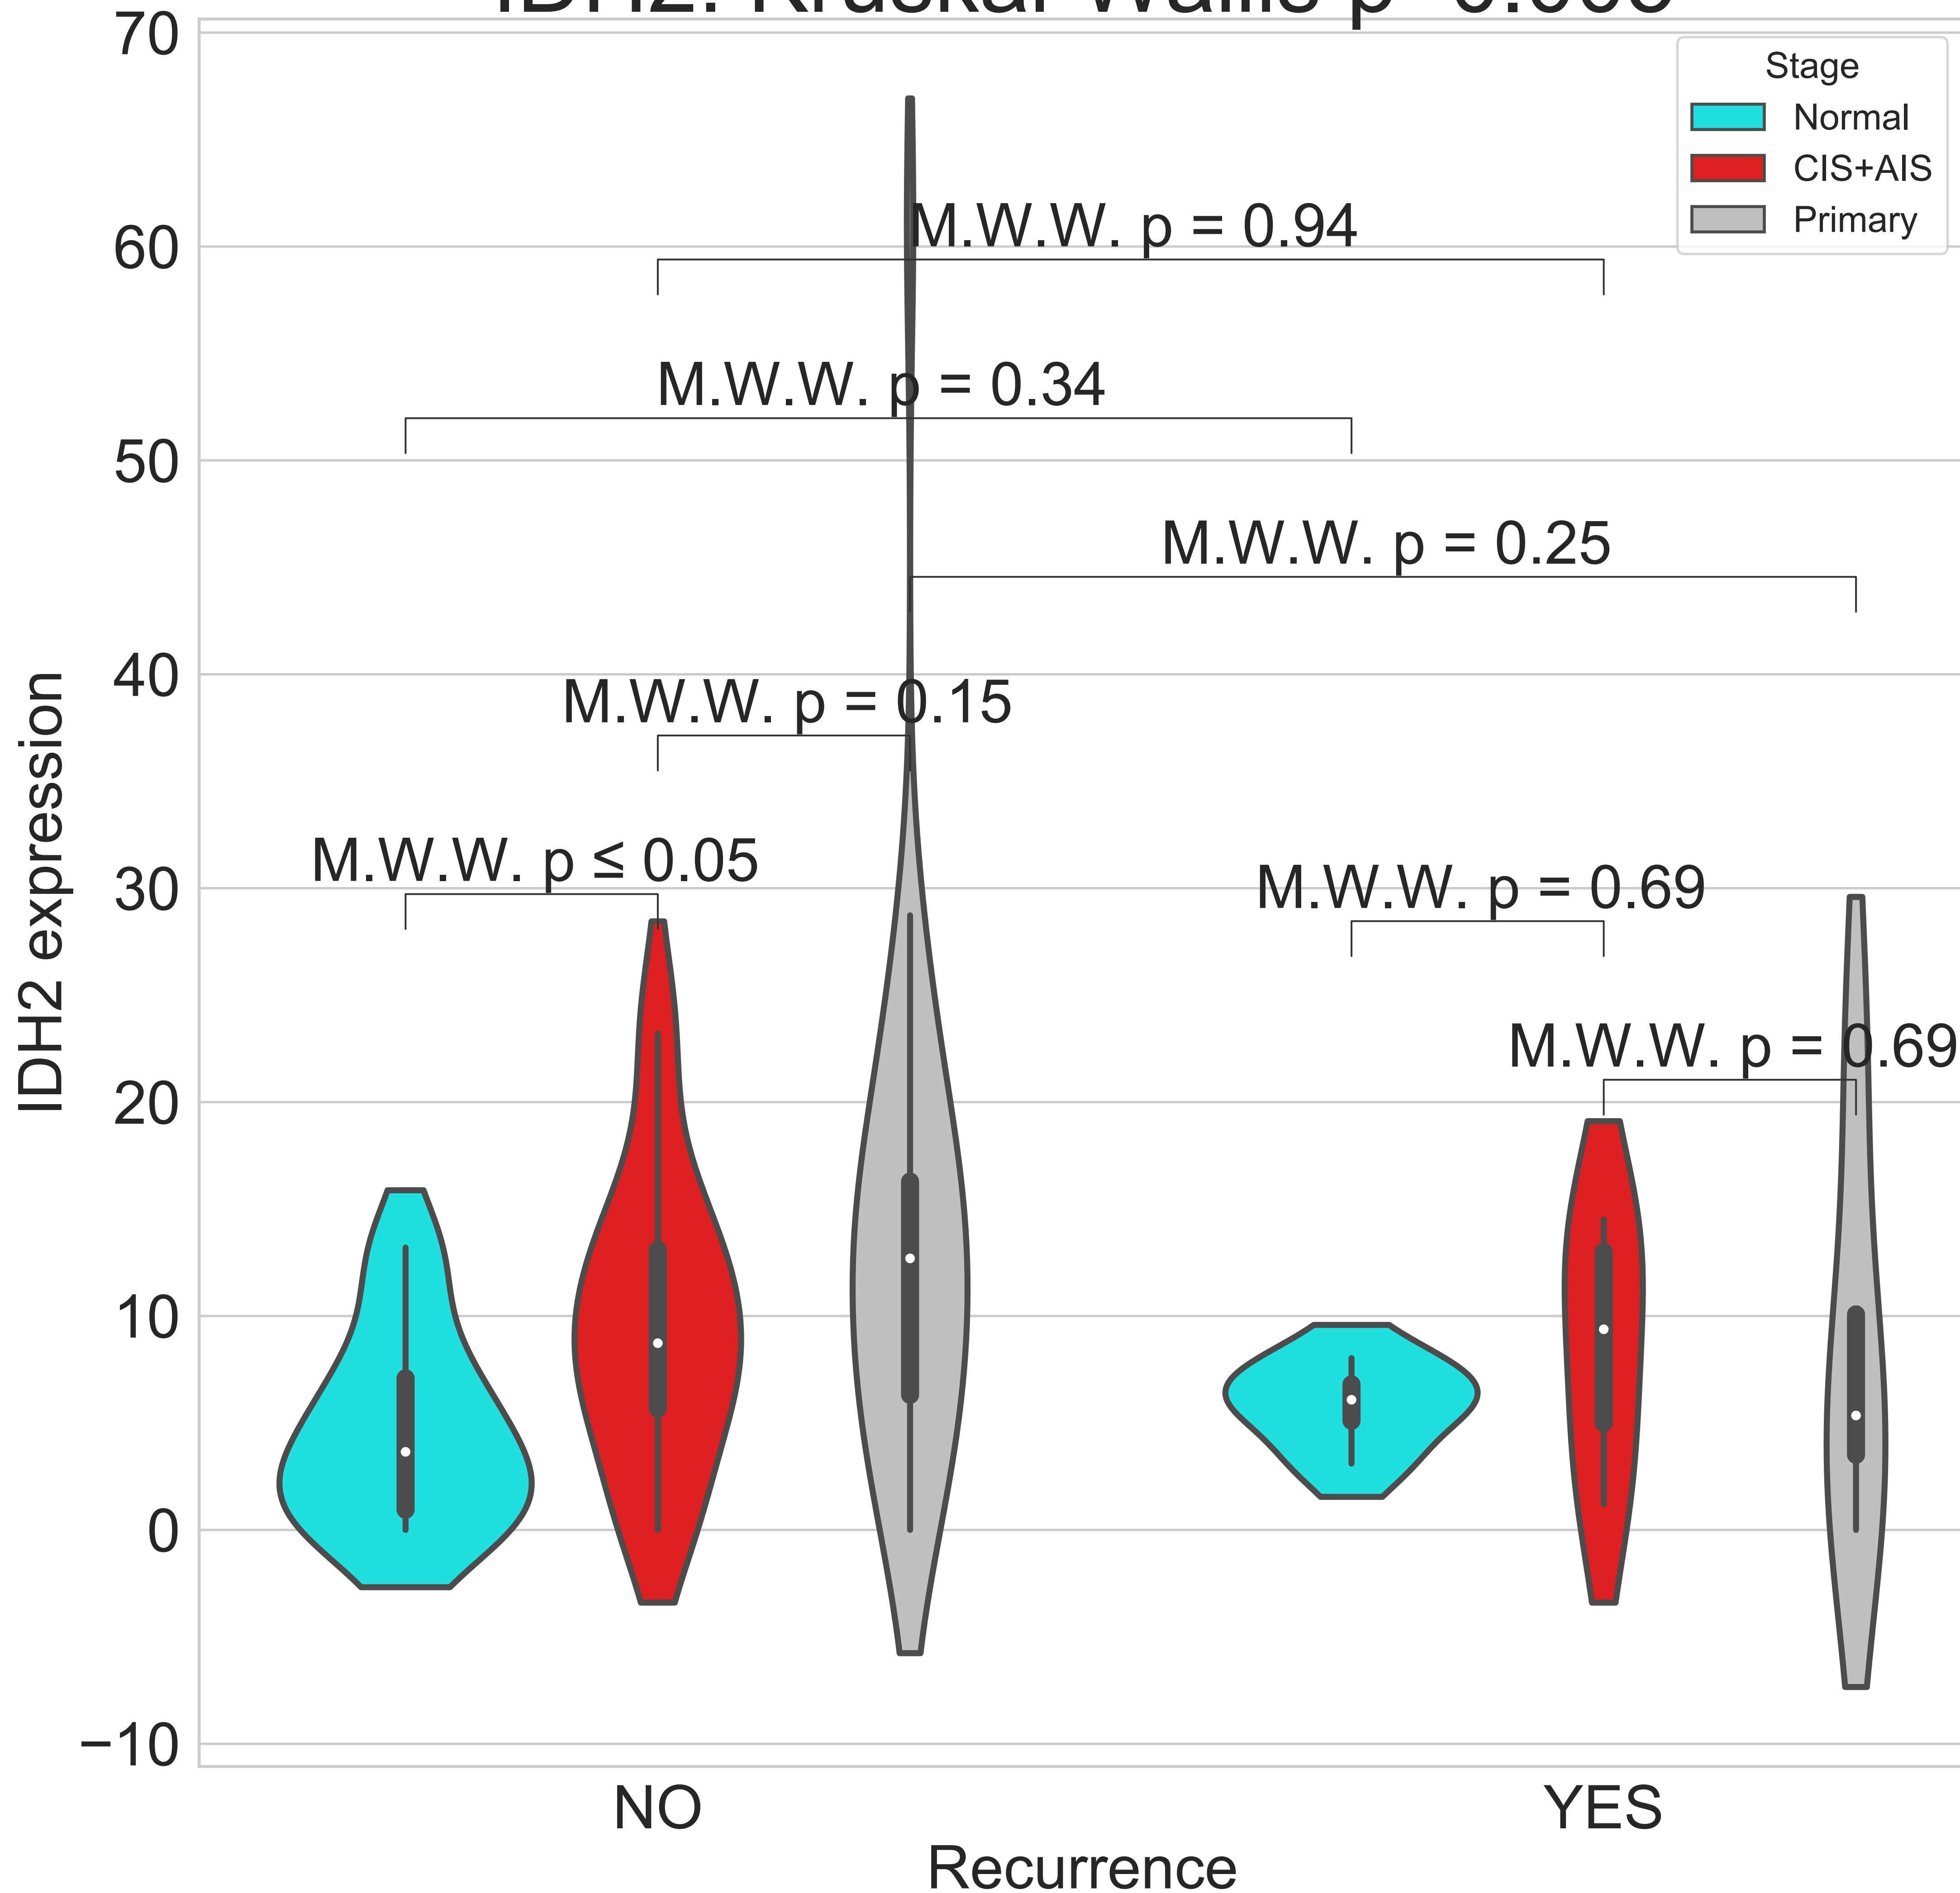 70
Stage
Normal
CIS+AIS
Primary
M.W.W. p = 0.94
60
M.W.W. p = 0.34
50
M.W.W. p = 0.25
40
M.W.W. p = 0.15
M.W.W. p ≤ 0.05
30
M.W.W. p = 0.69
M.W.W. p = 0.69
20
10
0
−10
IDH2 expression
NO
YES
Recurrence